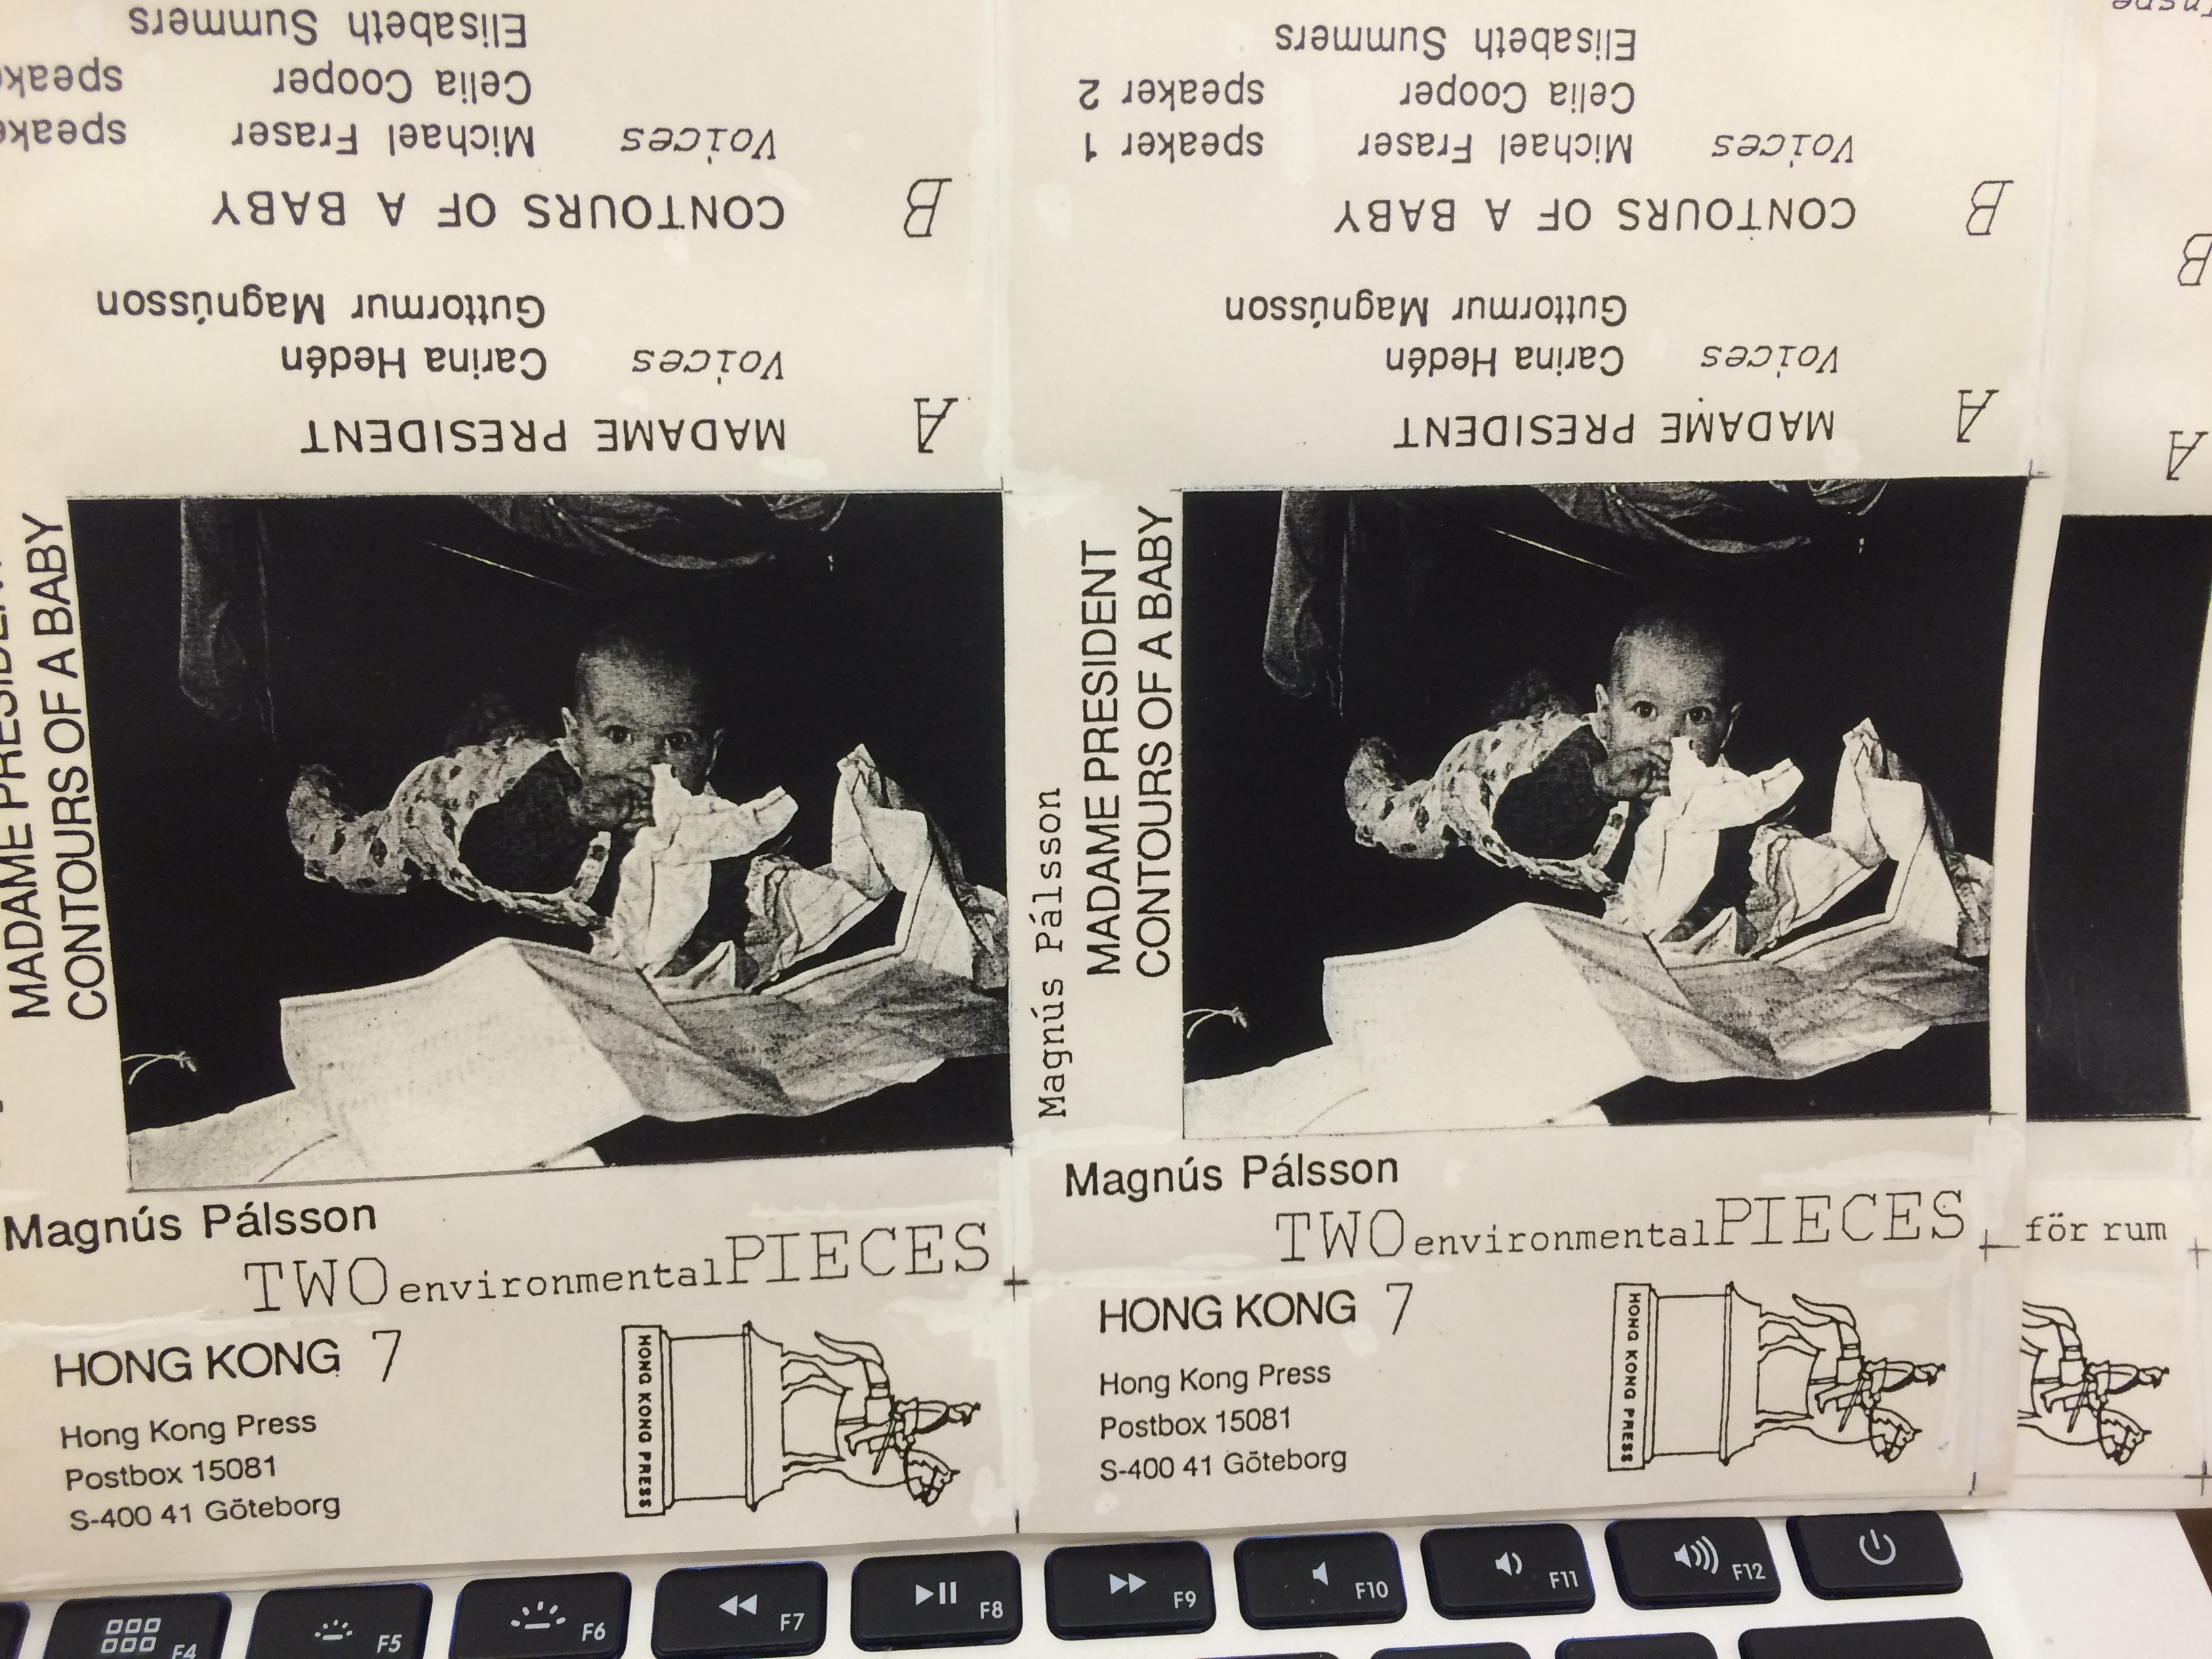 Elisabeth Summers
Celia Cooper speake
Voices Michael Fraser speake
B CONTOURS OF A BABY
Guttormur Magnússon
Voices Carina Hedén
A MADAME PRESIDENT
MADAME PRESIDENT
CONTOURS OF A BABY
Magnús Pálsson
TWO environmental PIECES
HONG KONG 7
Hong Kong Press
Postbox 15081
S-400 41 Göteborg
HONG KONG PRESS
Elisabeth Summers
Celia Cooper speaker 2
Voices Michael Fraser speaker 1
B CONTOURS OF A BABY
Guttormur Magnússon
Voices Carina Hedén
A MADAME PRESIDENT
Magnús Pálsson
MADAME PRESIDENT
CONTOURS OF A BABY
Magnús Pálsson
TWO environmental PIECES
HONG KONG 7
Hong Kong Press
Postbox 15081
S-400 41 Göteborg
HONG KONG PRESS
B
A
för rum
F4
F5
F6
F7
F8
F9
F10
F11
F12